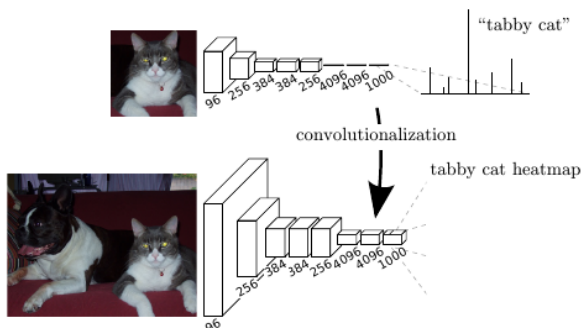 “tabby cat”
96 256 384 384 256 4096 4096 1000
convolutionalization
tabby cat heatmap
96 256 384 384 256 4096 4096 1000